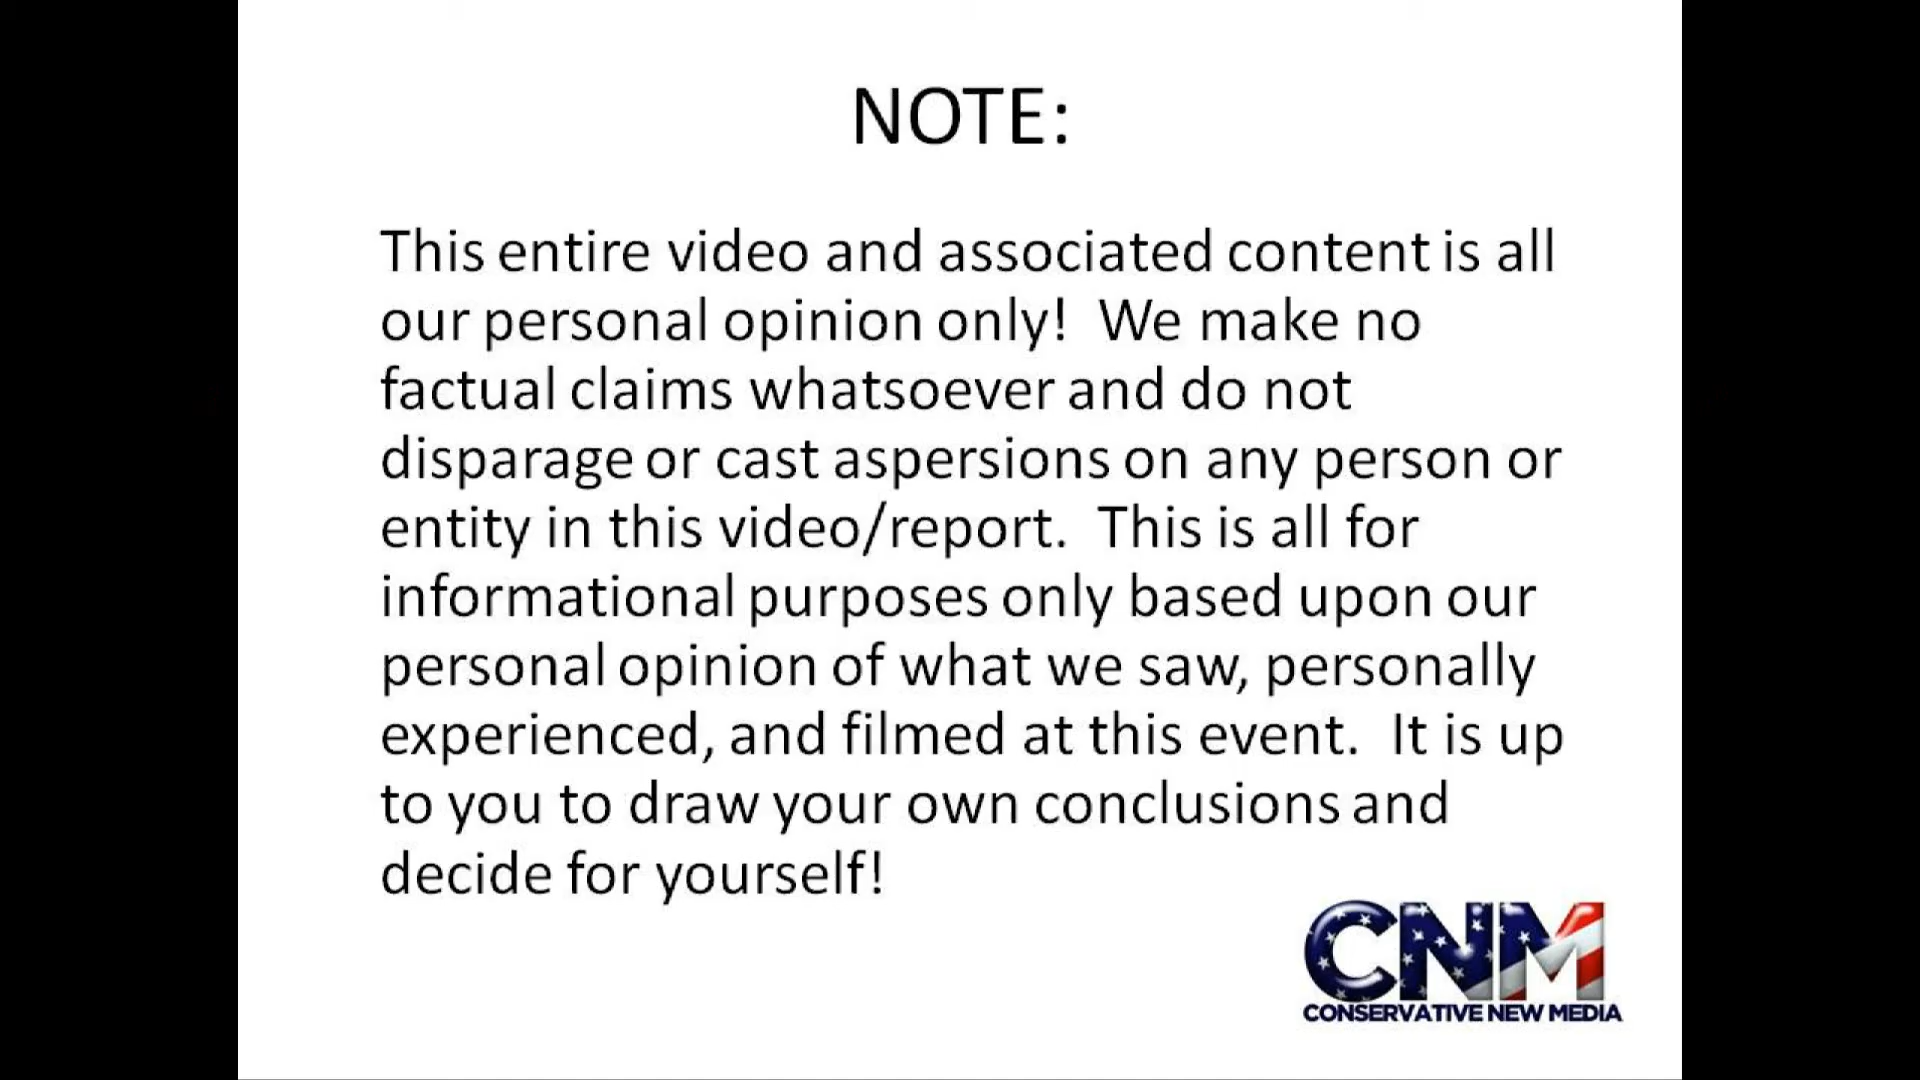 NOTE:
This entire video and associated content is all
our personal opinion only!  We make no
factual claims whatsoever and do not
disparage or cast aspersions on any person or
entity in this video/report.  This is all for
informational purposes only based upon our
personal opinion of what we saw, personally
experienced, and filmed at this event.  It is up
to you to draw your own conclusions and
decide for yourself!
CNM
CONSERVATIVE NEW MEDIA